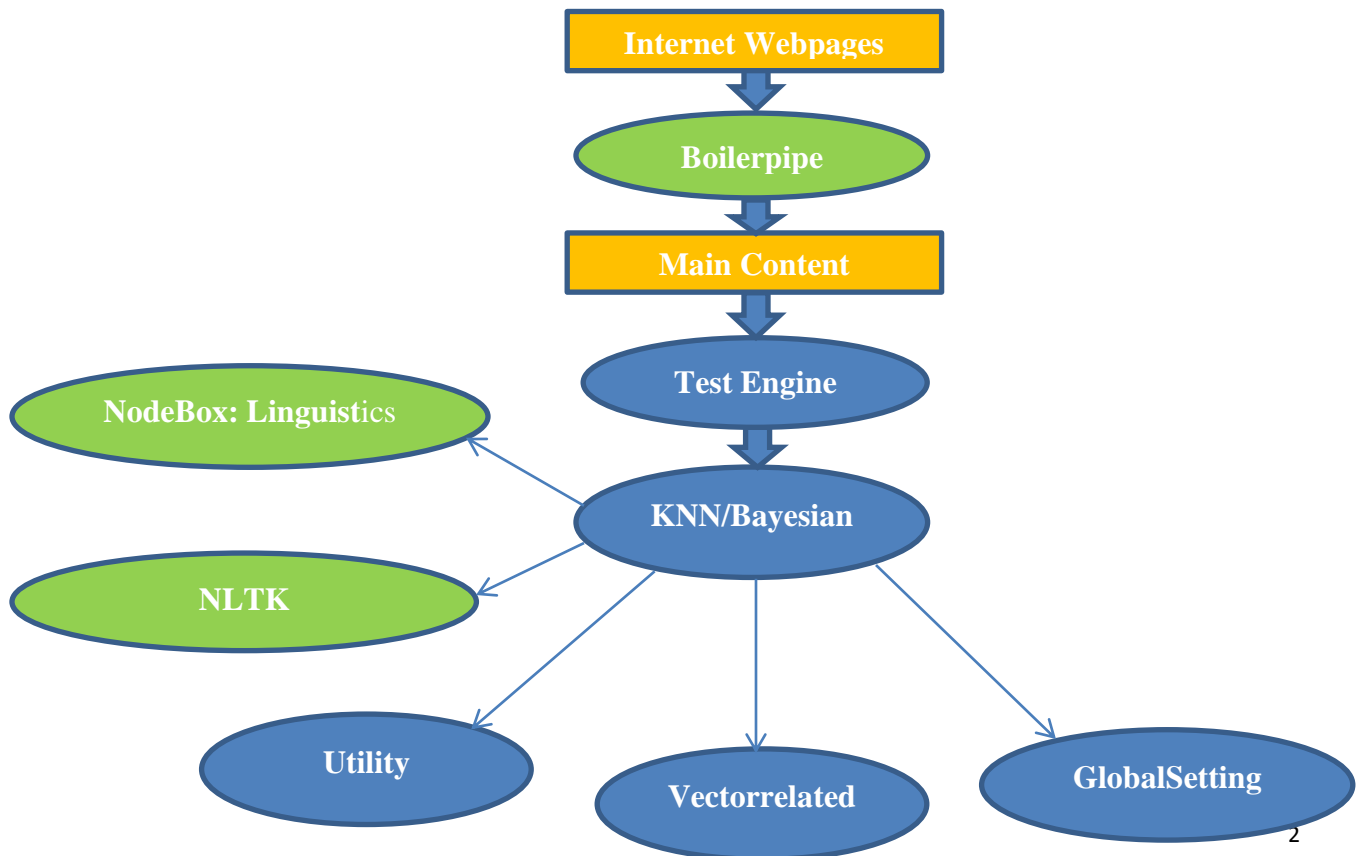 Internet Webpages
Boilerpipe
Main Content
Test Engine
NodeBox: Linguistics
KNN/Bayesian
NLTK
Utility
Vectorrelated
GlobalSetting
2